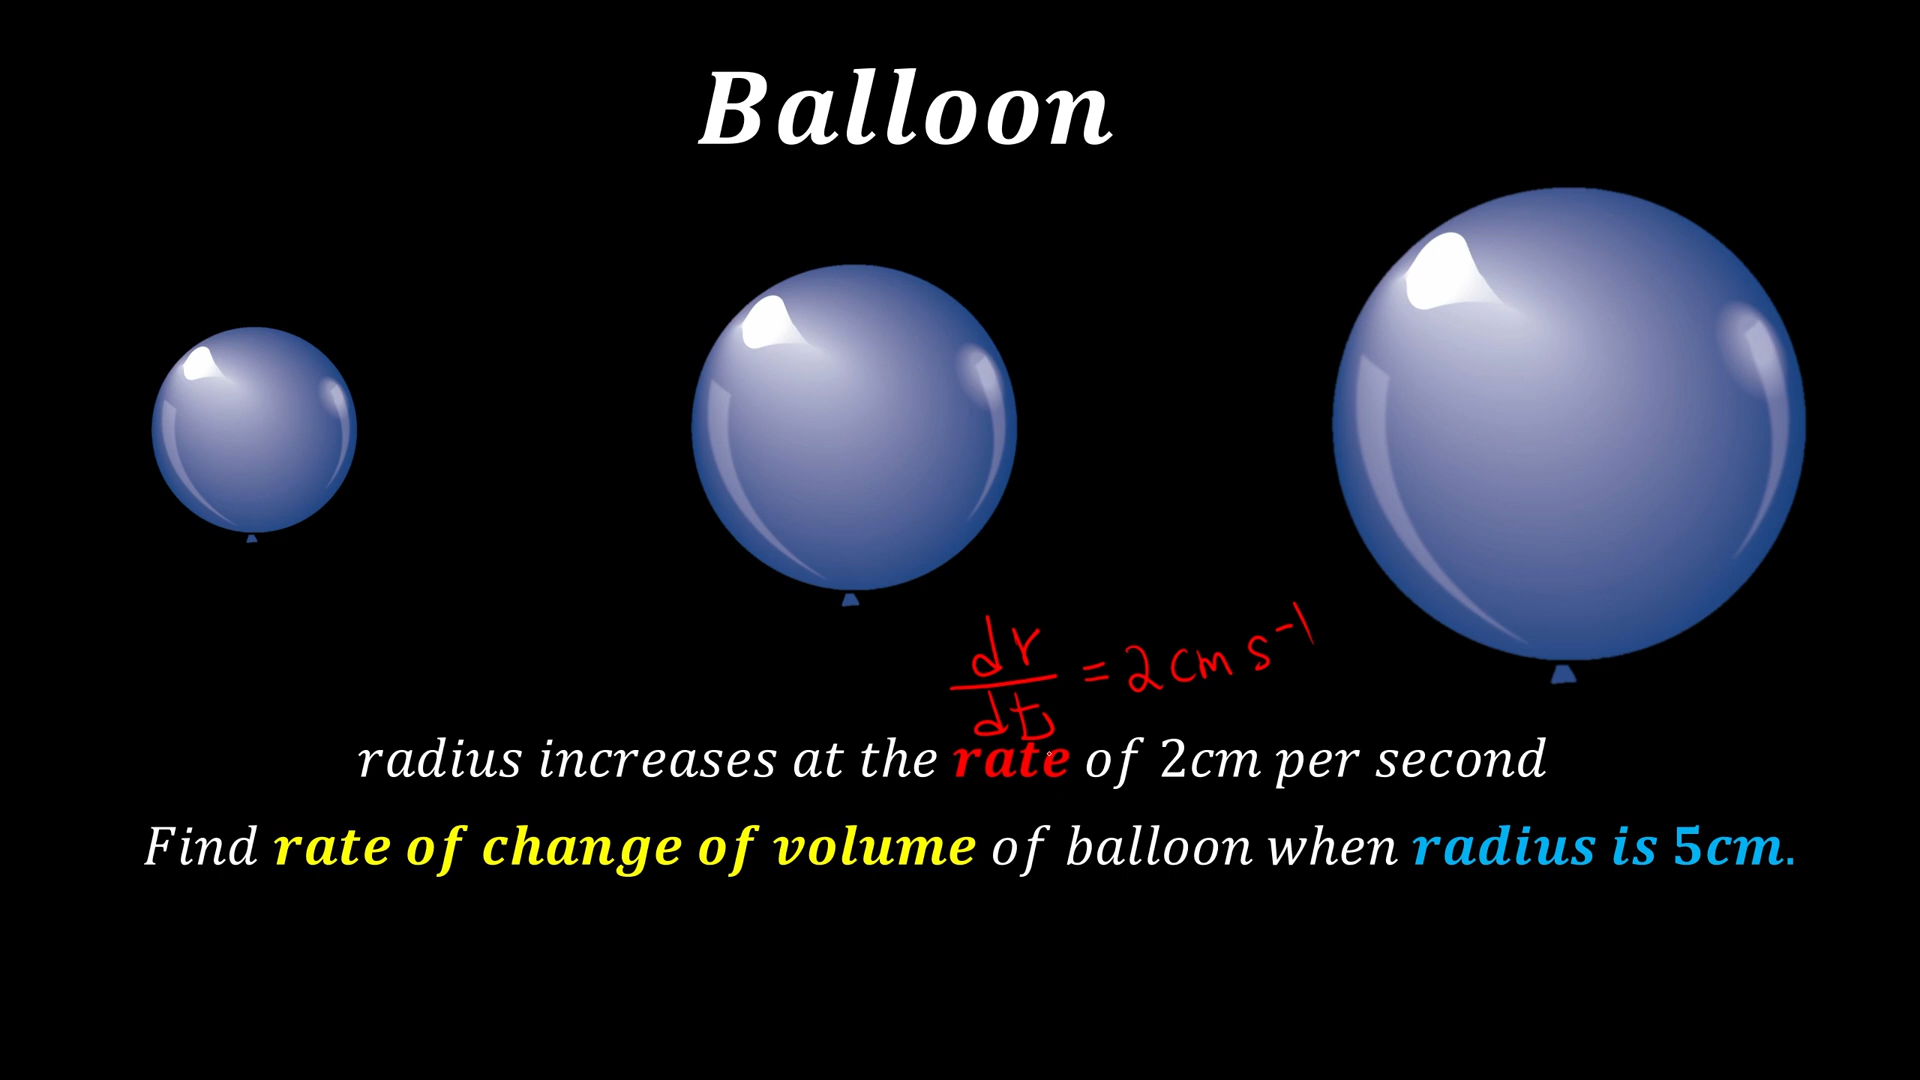 Balloon
dr/dt = 2cm s⁻¹
radius increases at the rate of 2cm per second
Find rate of change of volume of balloon when radius is 5cm.